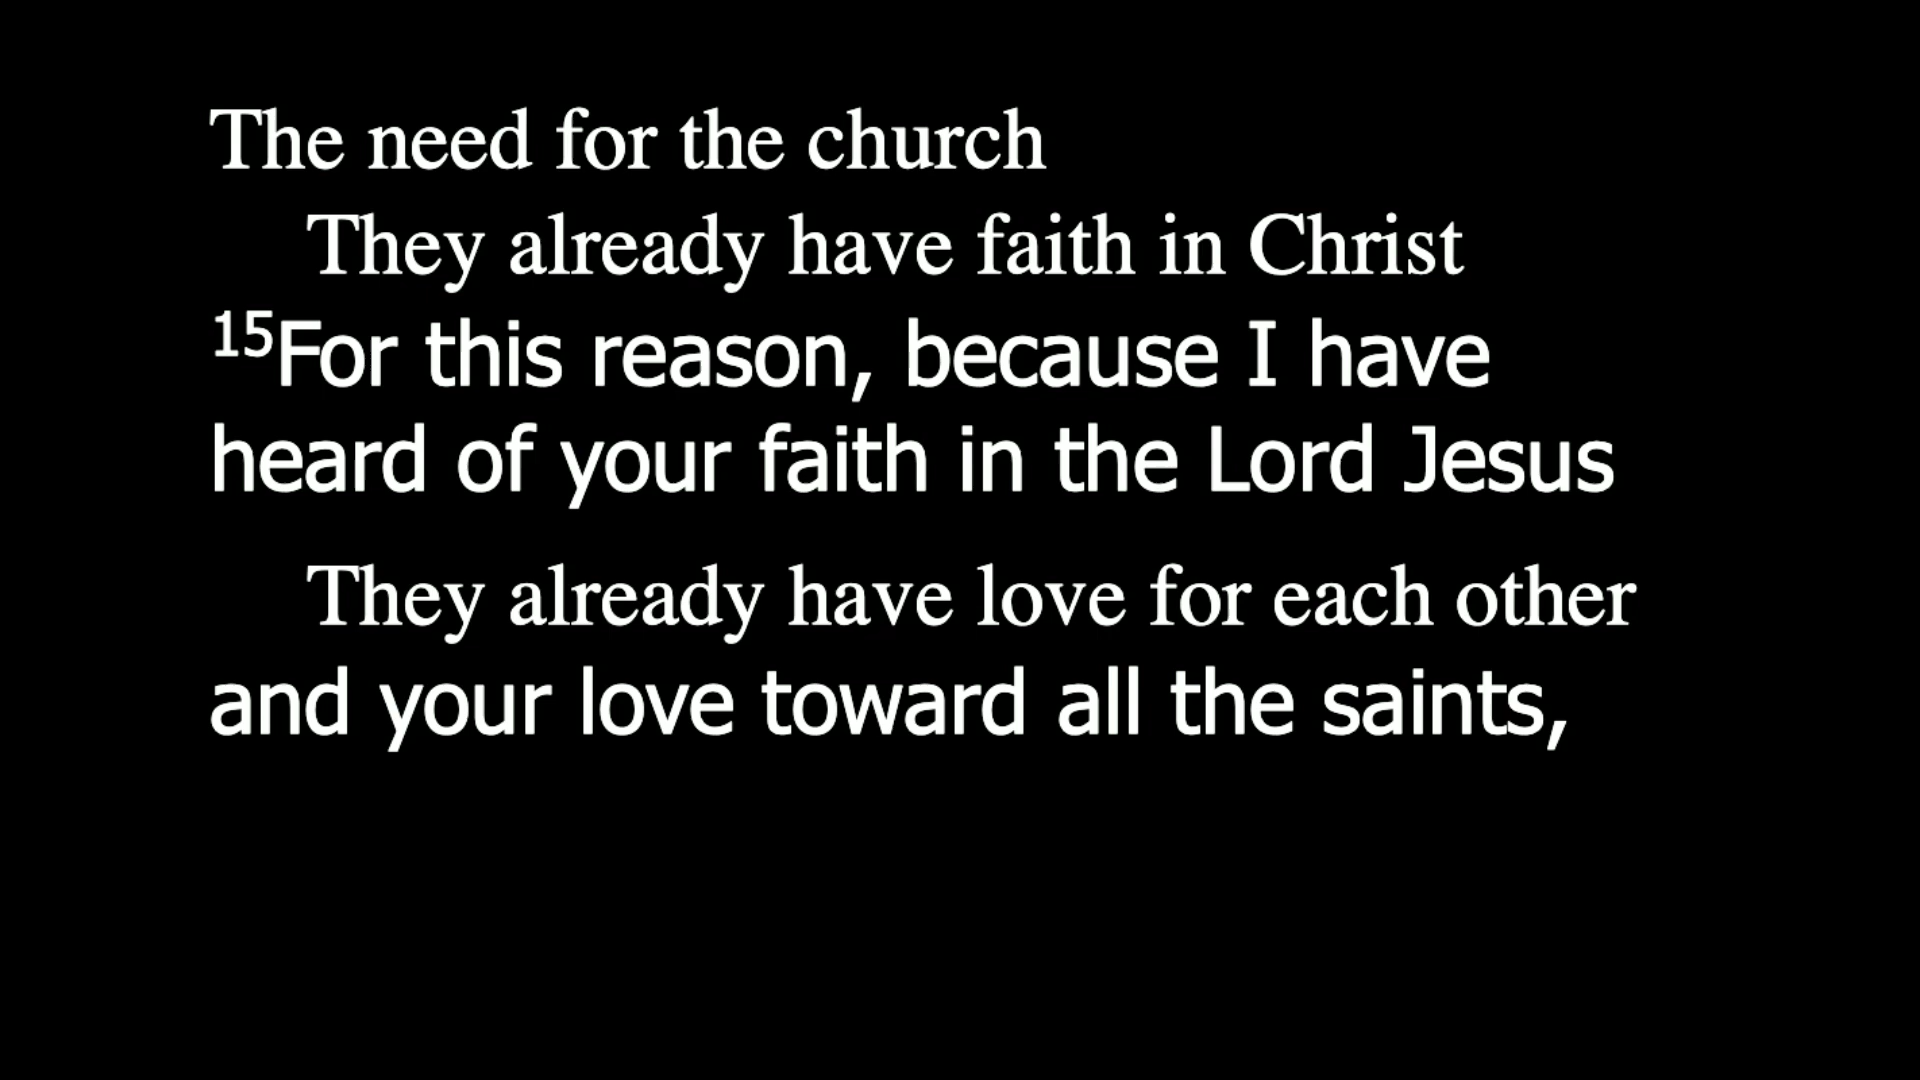 The need for the church
They already have faith in Christ
15For this reason, because I have
heard of your faith in the Lord Jesus
They already have love for each other
and your love toward all the saints,